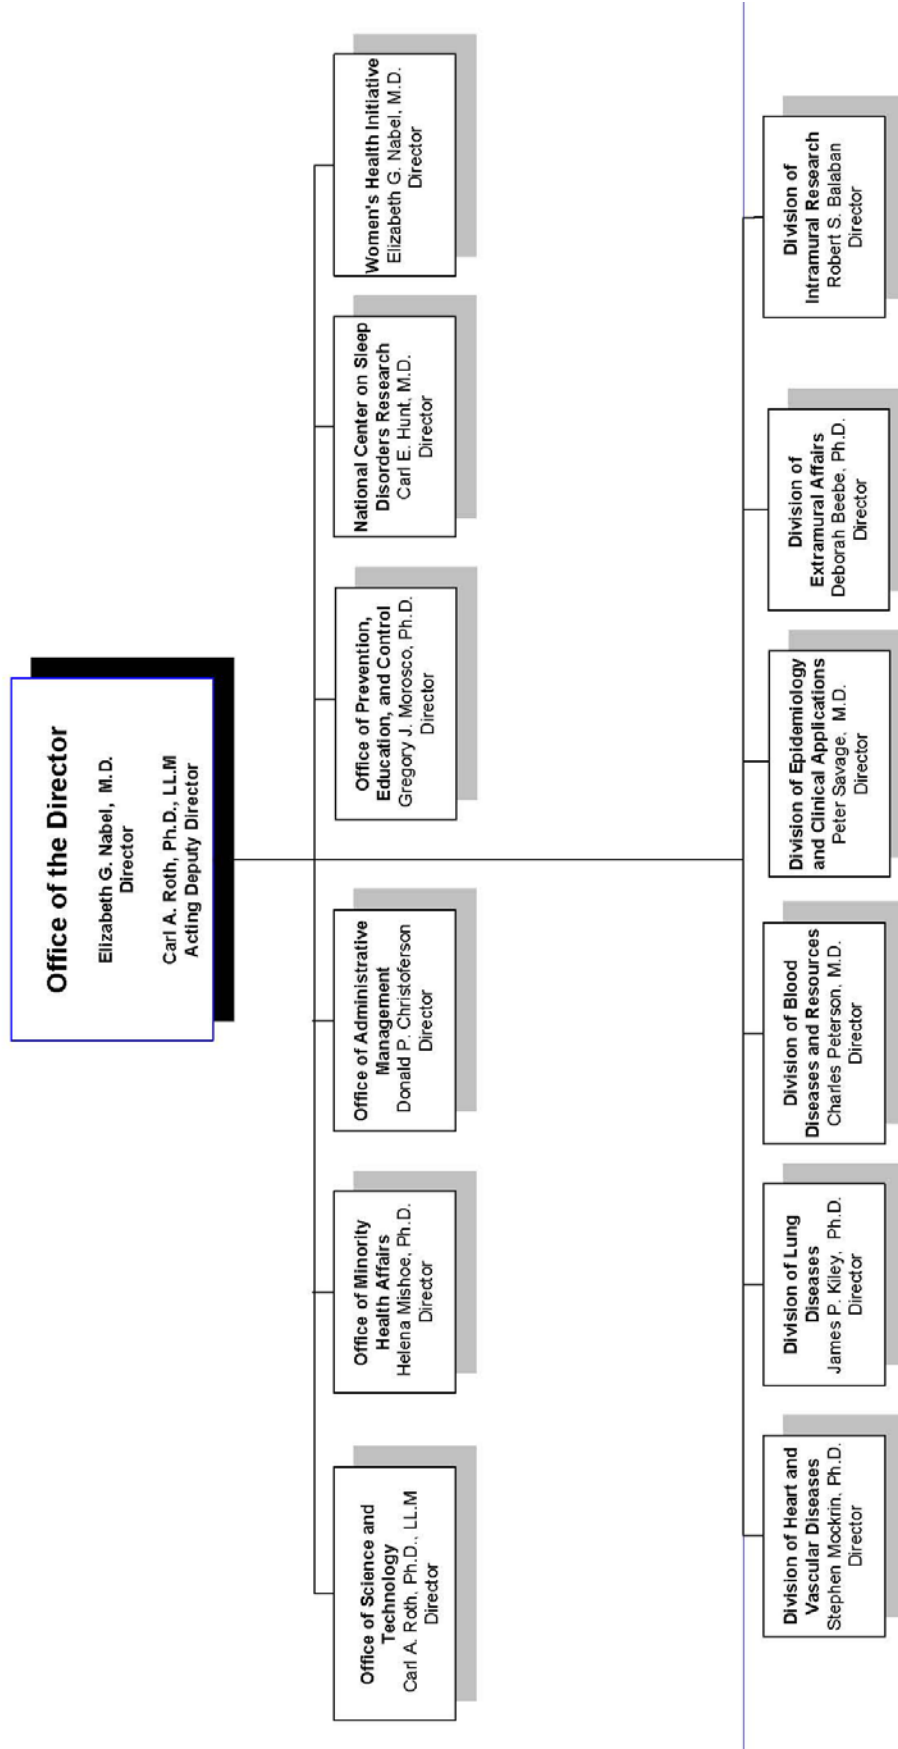 Office of the Director
Elizabeth G. Nabel, M.D.
Director
Carl A. Roth, Ph.D., LL.M
Acting Deputy Director
Office of Science and
Technology
Carl A. Roth, Ph.D., LL.M
Director
Office of Minority
Health Affairs
Helena Mishoe, Ph.D.
Director
Office of Administrative
Management
Donald P. Christoferson
Director
Office of Prevention,
Education, and Control
Gregory J. Morosco, Ph.D.
Director
National Center on Sleep
Disorders Research
Carl E. Hunt, M.D.
Director
Women's Health Initiative
Elizabeth G. Nabel, M.D.
Director
Division of Heart and
Vascular Diseases
Stephen Mockrin, Ph.D.
Director
Division of Lung
Diseases
James P. Kiley, Ph.D.
Director
Division of Blood
Diseases and Resources
Charles Peterson, M.D.
Director
Division of Epidemiology
and Clinical Applications
Peter Savage, M.D.
Director
Division of
Extramural Affairs
Deborah Beebe, Ph.D.
Director
Division of
Intramural Research
Robert S. Balaban
Director